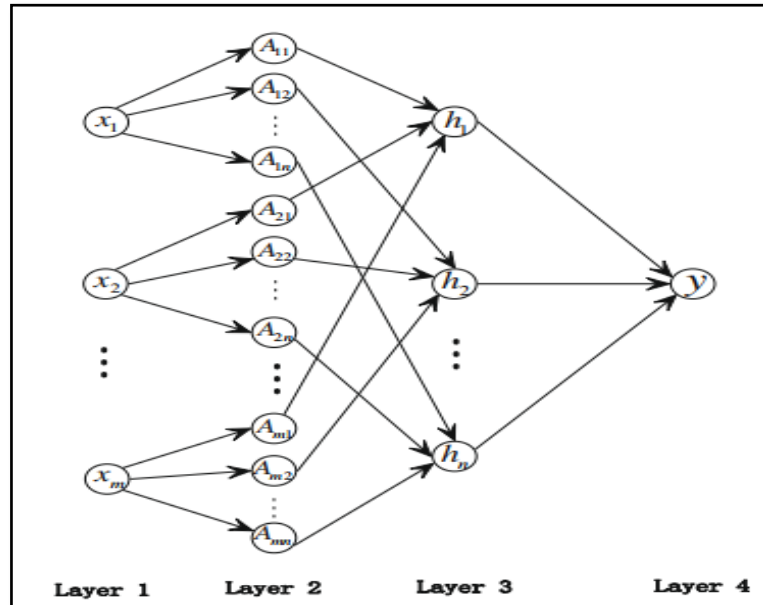 A₁₁
A₁₂
x₁
h₁
A₁ₙ
A₂₁
A₂₂
x₂
h₂
y
A₂ₙ
Aₘ₁
hₙ
Aₘ₂
xₘ
Aₘₙ
Layer 1 Layer 2 Layer 3 Layer 4